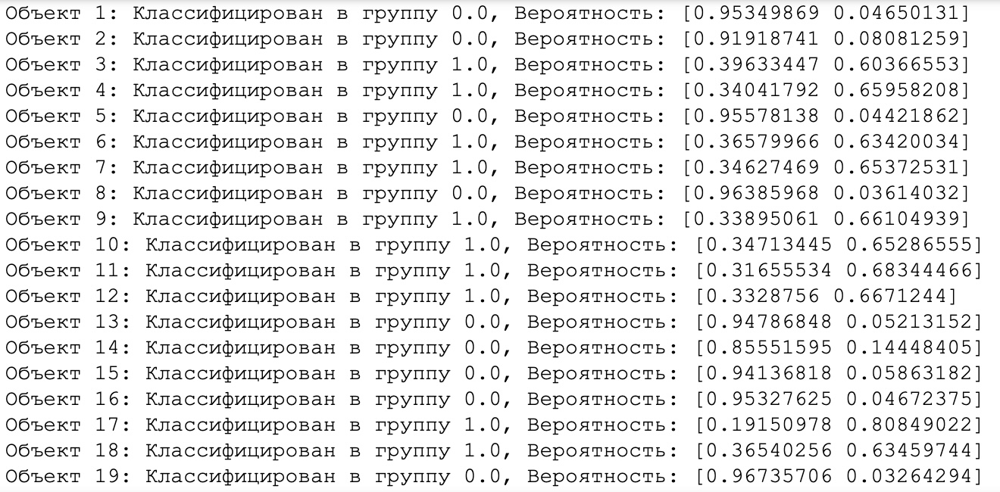 Объект 1: Классифицирован в группу 0.0, Вероятность: [0.95349869 0.04650131]
Объект 2: Классифицирован в группу 0.0, Вероятность: [0.91918741 0.08081259]
Объект 3: Классифицирован в группу 1.0, Вероятность: [0.39633447 0.60366553]
Объект 4: Классифицирован в группу 1.0, Вероятность: [0.34041792 0.65958208]
Объект 5: Классифицирован в группу 0.0, Вероятность: [0.95578138 0.04421862]
Объект 6: Классифицирован в группу 1.0, Вероятность: [0.36579966 0.63420034]
Объект 7: Классифицирован в группу 1.0, Вероятность: [0.34627469 0.65372531]
Объект 8: Классифицирован в группу 0.0, Вероятность: [0.96385968 0.03614032]
Объект 9: Классифицирован в группу 1.0, Вероятность: [0.33895061 0.66104939]
Объект 10: Классифицирован в группу 1.0, Вероятность: [0.34713445 0.65286555]
Объект 11: Классифицирован в группу 1.0, Вероятность: [0.31655534 0.68344466]
Объект 12: Классифицирован в группу 1.0, Вероятность: [0.3328756 0.6671244]
Объект 13: Классифицирован в группу 0.0, Вероятность: [0.94786848 0.05213152]
Объект 14: Классифицирован в группу 0.0, Вероятность: [0.85551595 0.14448405]
Объект 15: Классифицирован в группу 0.0, Вероятность: [0.94136818 0.05863182]
Объект 16: Классифицирован в группу 0.0, Вероятность: [0.95327625 0.04672375]
Объект 17: Классифицирован в группу 1.0, Вероятность: [0.19150978 0.80849022]
Объект 18: Классифицирован в группу 1.0, Вероятность: [0.36540256 0.63459744]
Объект 19: Классифицирован в группу 0.0, Вероятность: [0.96735706 0.03264294]